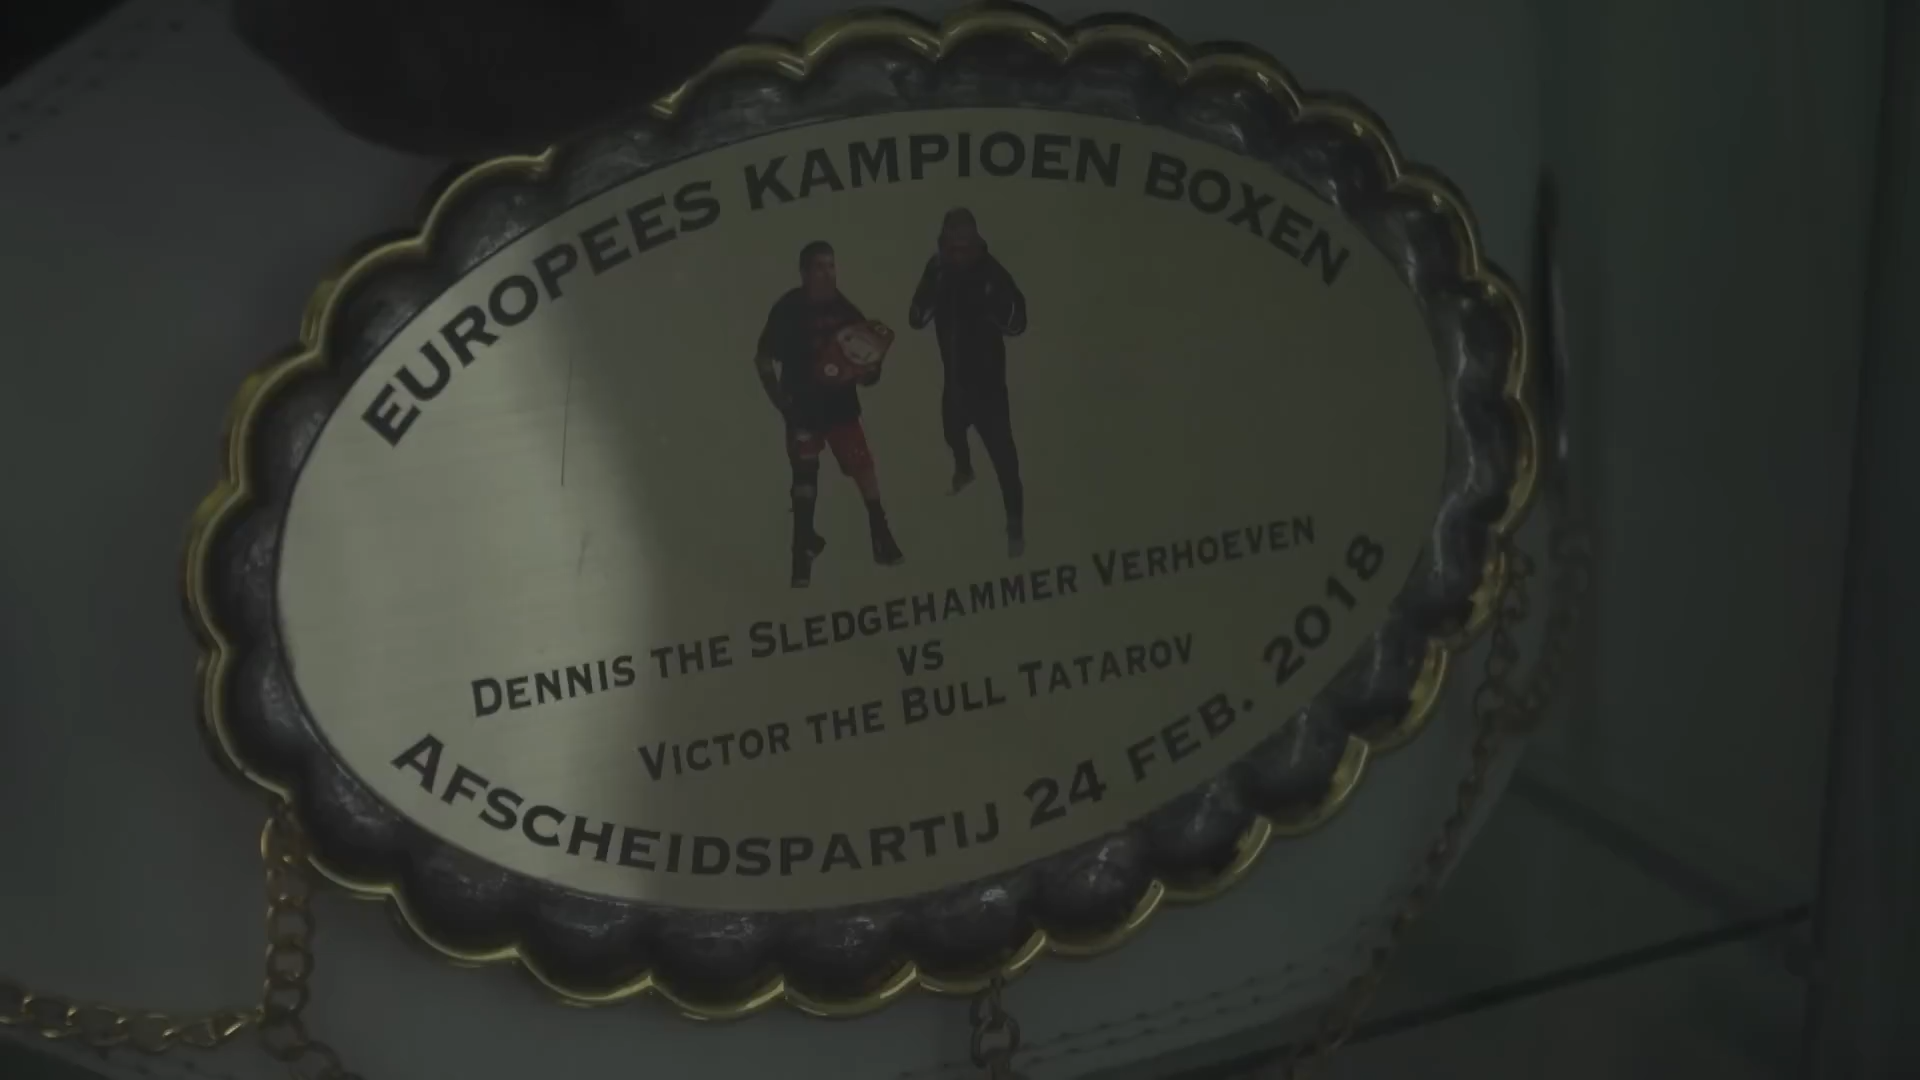 EUROPEES KAMPIOEN BOXEN
DENNIS THE SLEDGEHAMMER VERHOEVEN
VS
VICTOR THE BULL TATAROV
AFSCHEIDSPARTIJ 24 FEB. 2018